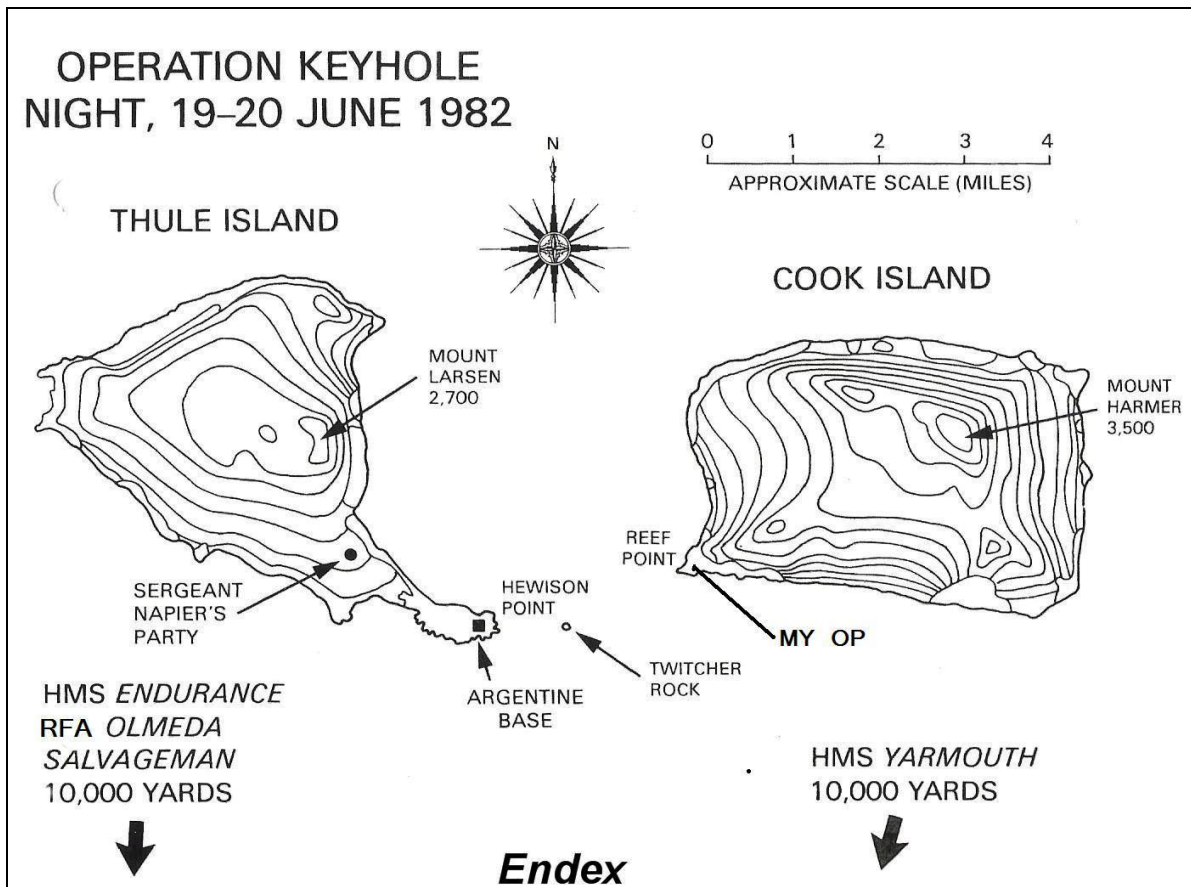 OPERATION KEYHOLE
NIGHT, 19–20 JUNE 1982
N
0 1 2 3 4
APPROXIMATE SCALE (MILES)
THULE ISLAND
COOK ISLAND
MOUNT
LARSEN
2,700
MOUNT
HARMER
3,500
REEF
POINT
SERGEANT
NAPIER'S
PARTY
HEWISON
POINT
MY OP
TWITCHER
ROCK
ARGENTINE
BASE
HMS ENDURANCE
RFA OLMEDA
SALVAGEMAN
10,000 YARDS
HMS YARMOUTH
10,000 YARDS
Endex